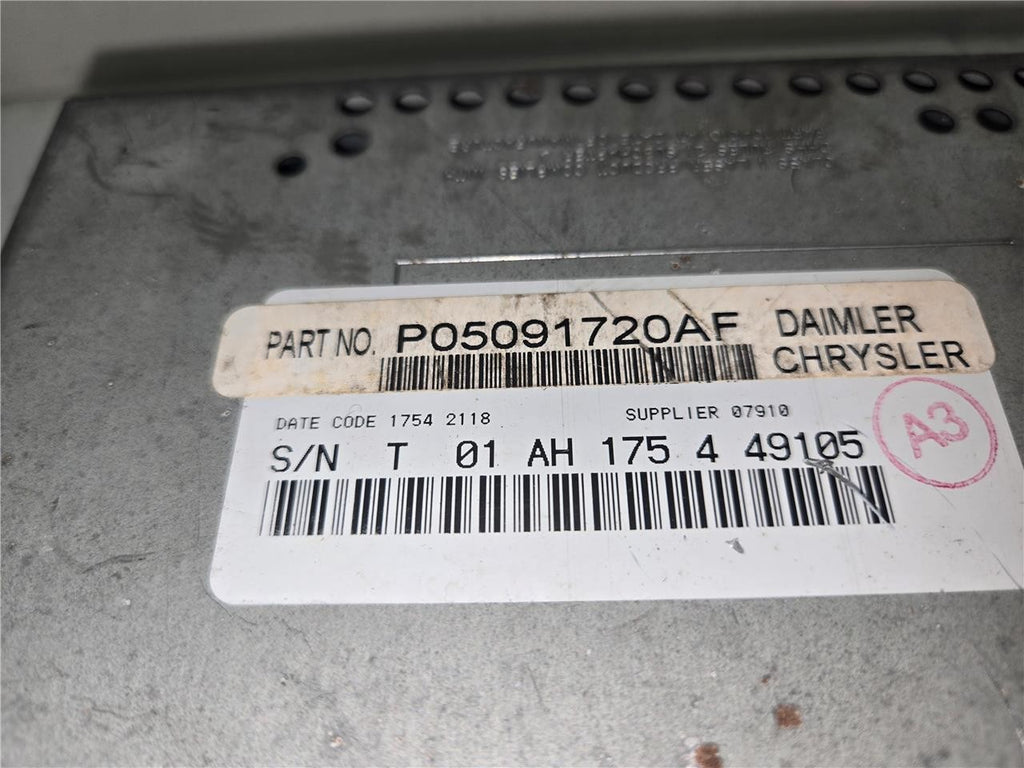 PART NO. P05091720AF DAIMLER
CHRYSLER
DATE CODE 1754 2118 SUPPLIER 07910
S/N T 01 AH 175 4 49105
A3